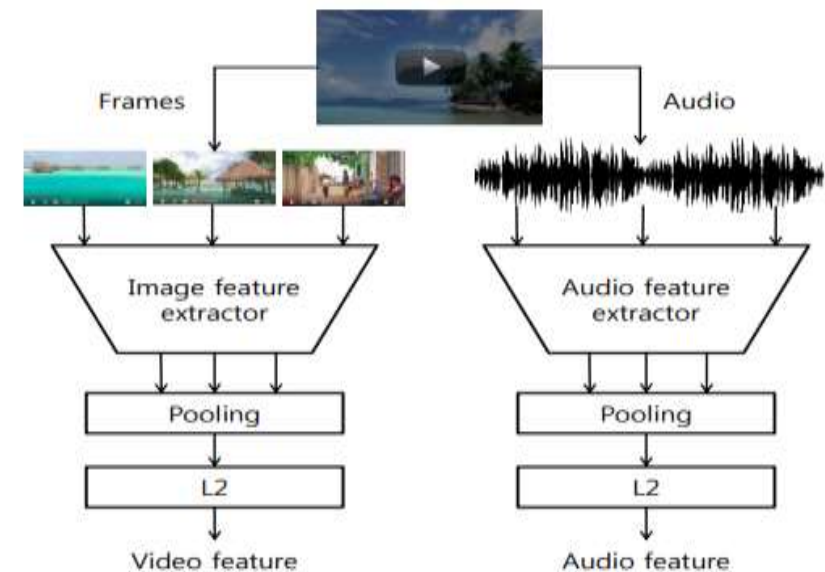 Frames
Audio
Image feature
extractor
Audio feature
extractor
Pooling
Pooling
L2
L2
Video feature
Audio feature